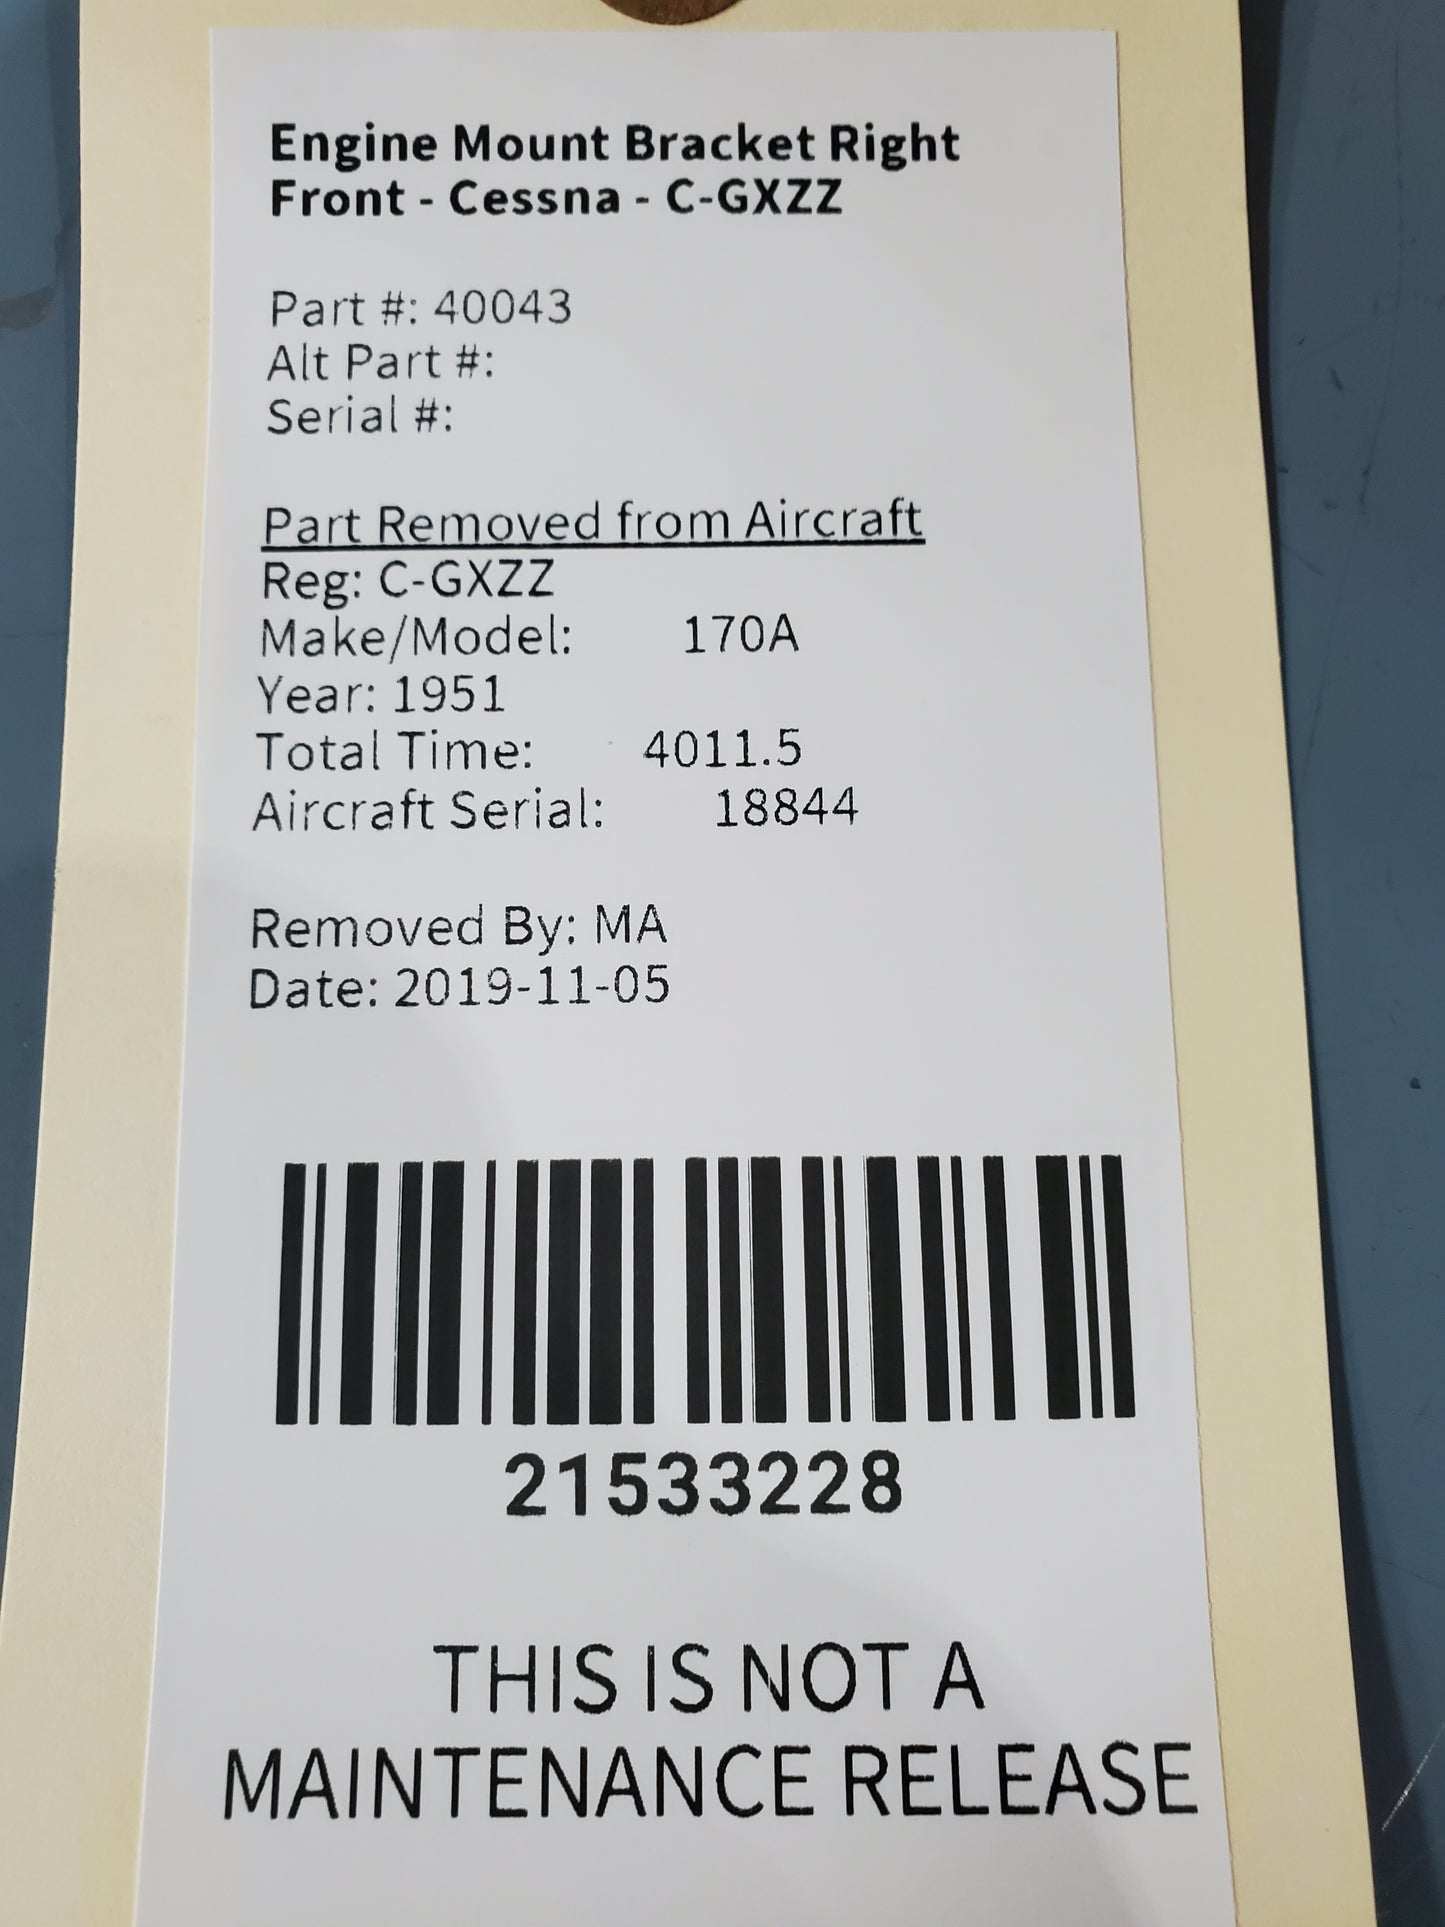 Engine Mount Bracket Right
Front - Cessna - C-GXZZ
Part #: 40043
Alt Part #:
Serial #:
Part Removed from Aircraft
Reg: C-GXZZ
Make/Model: 170A
Year: 1951
Total Time: 4011.5
Aircraft Serial: 18844
Removed By: MA
Date: 2019-11-05
21533228
THIS IS NOT A
MAINTENANCE RELEASE